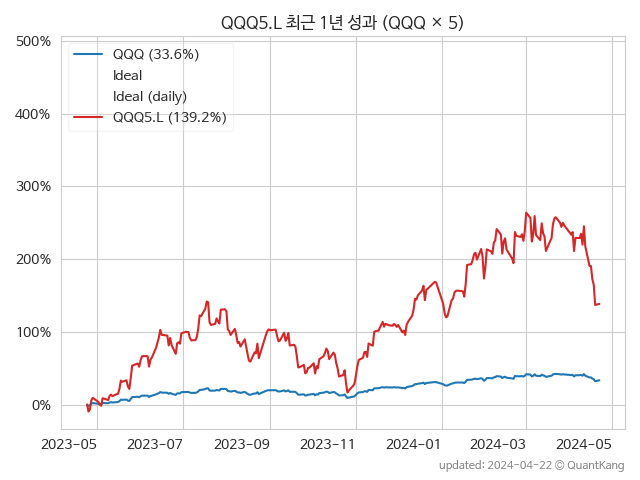 QQQ5.L 최근 1년 성과 (QQQ × 5)
500%
400%
300%
200%
100%
0%
QQQ (33.6%)
Ideal
Ideal (daily)
QQQ5.L (139.2%)
2023−05
2023−07
2023−09
2023−11
2024−01
2024−03
2024−05
updated: 2024-04-22 © QuantKang